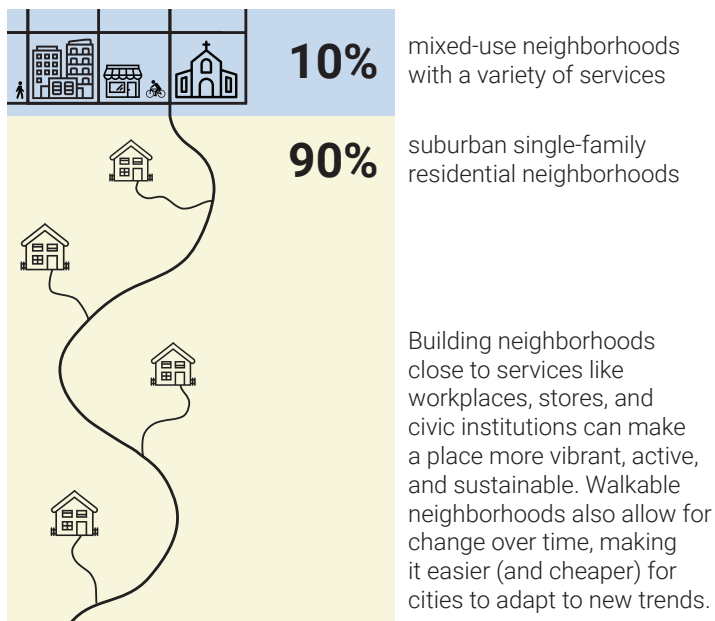 10%
mixed-use neighborhoods
with a variety of services
90%
suburban single-family
residential neighborhoods
Building neighborhoods
close to services like
workplaces, stores, and
civic institutions can make
a place more vibrant, active,
and sustainable. Walkable
neighborhoods also allow for
change over time, making
it easier (and cheaper) for
cities to adapt to new trends.